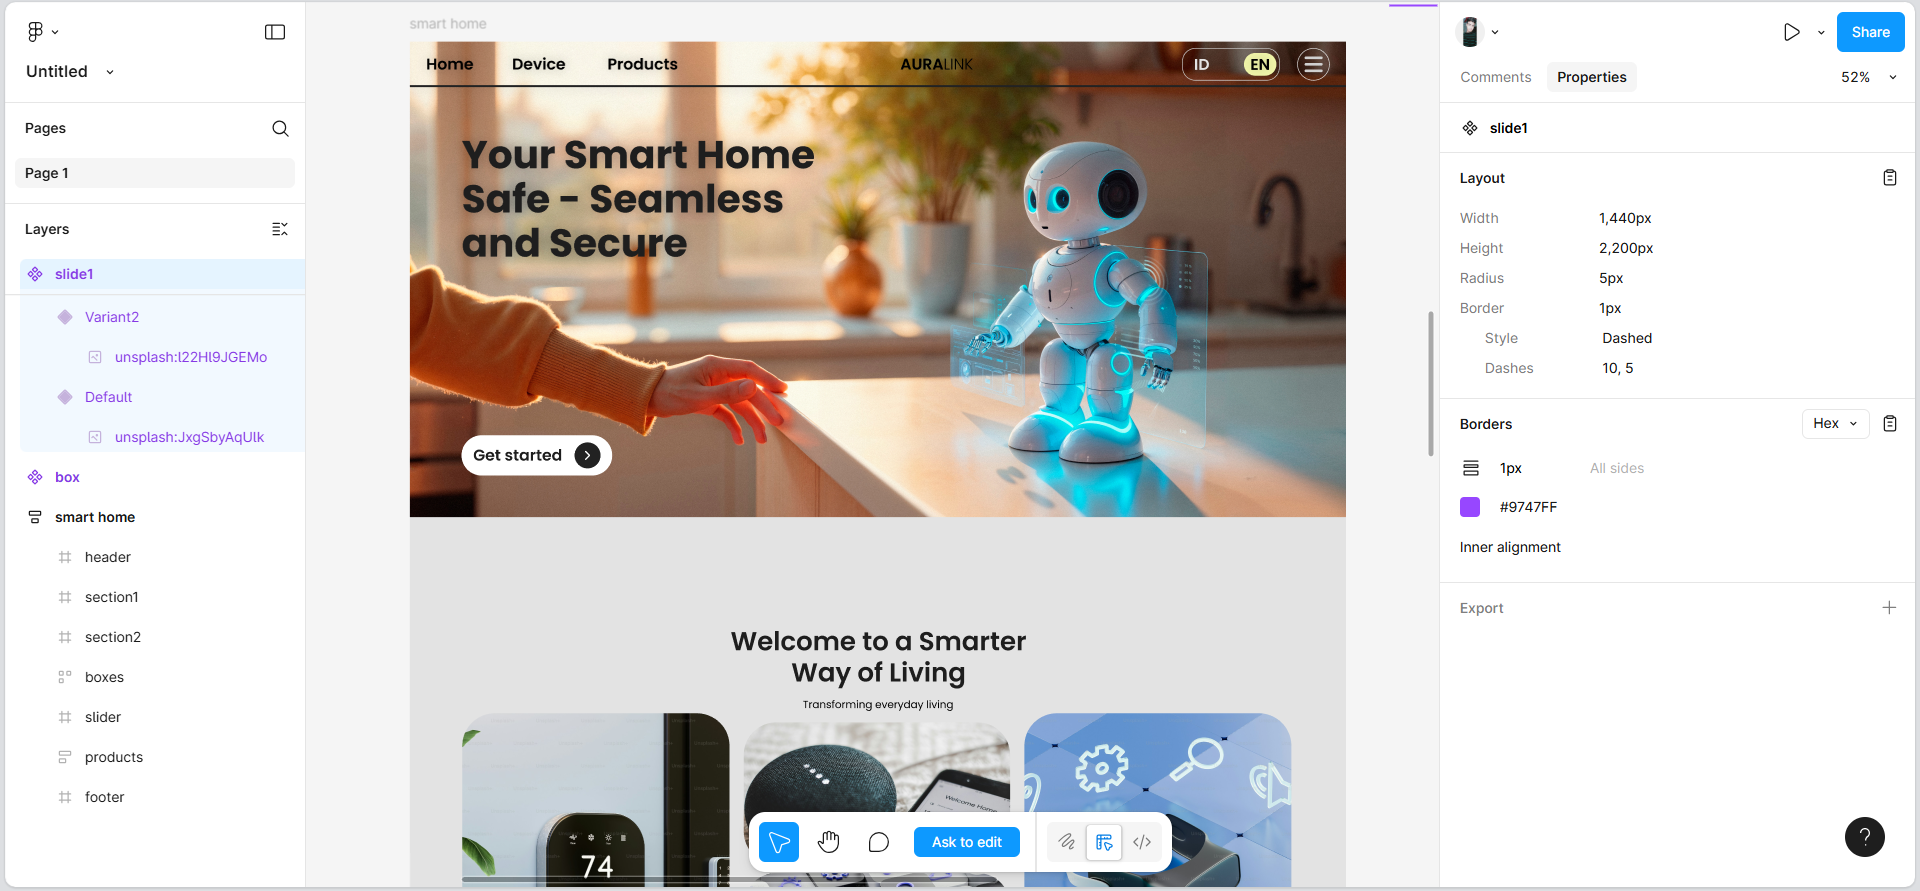 Untitled
Pages
Page 1
Layers
slide1
Variant2
unsplash:l22Hl9JGEMo
Default
unsplash:JxgSbyAqUlk
box
smart home
header
section1
section2
boxes
slider
products
footer
smart home
Home Device Products AURALINK ID EN
Your Smart Home
Safe - Seamless
and Secure
Get started
Welcome to a Smarter
Way of Living
Transforming everyday living
74
Welcome Home
Ask to edit
Share
Comments Properties 52%
slide1
Layout
Width 1,440px
Height 2,200px
Radius 5px
Border 1px
Style Dashed
Dashes 10, 5
Borders Hex
1px All sides
#9747FF
Inner alignment
Export
?